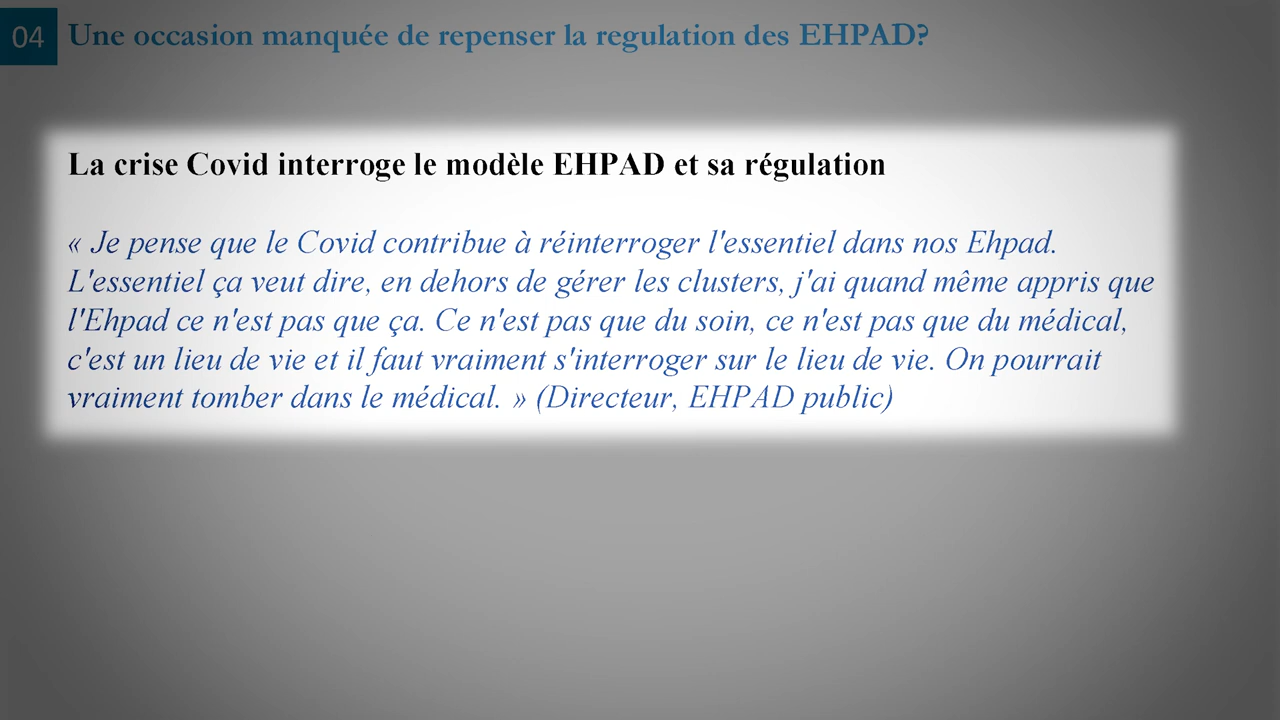 04 Une occasion manquée de repenser la regulation des EHPAD?
La crise Covid interroge le modèle EHPAD et sa régulation
« Je pense que le Covid contribue à réinterroger l'essentiel dans nos Ehpad.
L'essentiel ça veut dire, en dehors de gérer les clusters, j'ai quand même appris que
l'Ehpad ce n'est pas que ça. Ce n'est pas que du soin, ce n'est pas que du médical,
c'est un lieu de vie et il faut vraiment s'interroger sur le lieu de vie. On pourrait
vraiment tomber dans le médical. » (Directeur, EHPAD public)